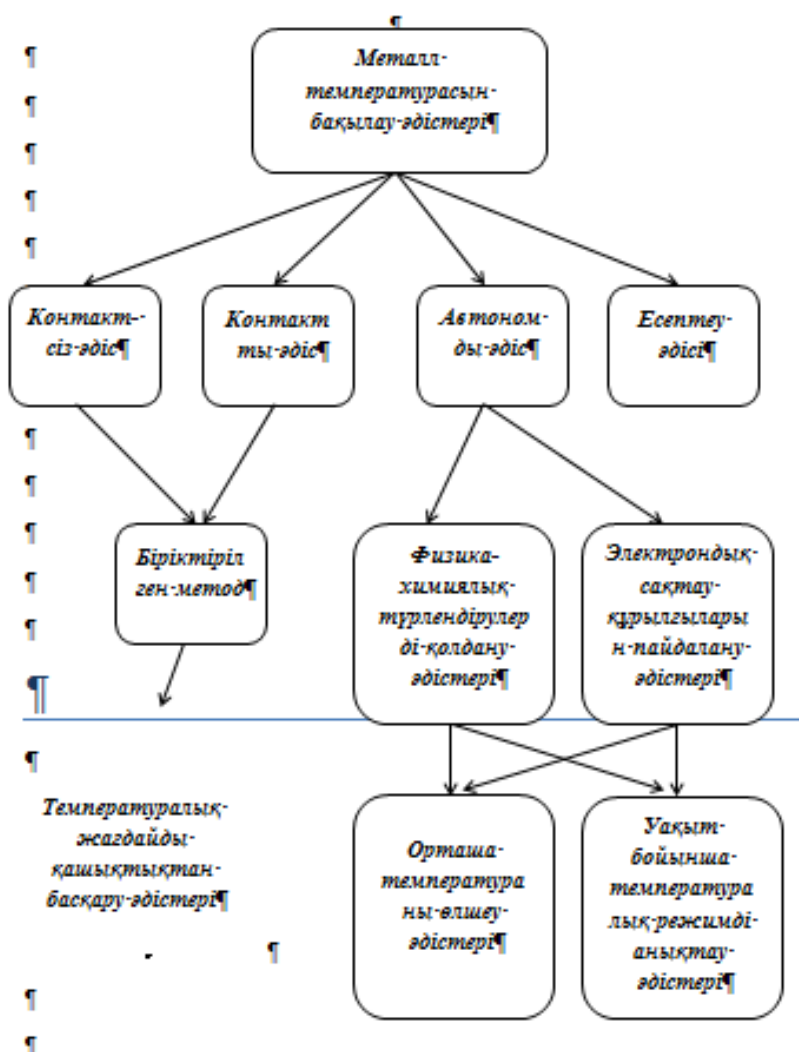 Металл-
температурасын-
бақылау-әдістері¶
Контакт-
сіз-әдіс¶
Контакт
ты-әдіс¶
Автоном-
ды-әдіс¶
Есептеу-
әдісі¶
Біріктіріл
ген-метод¶
Физика-
химиялық-
түрлендірулер
ді-қолдану-
әдістері¶
Электрондық-
сақтау-
құрылғылары
н-пайдалану-
әдістері¶
Температуралық-
жагдайды-
қашықтықтан-
басқару-әдістері¶
Орташа-
температура
ны-өлшеу-
әдістері¶
Уақыт-
бойынша-
температура
лық-режимді-
анықтау-
әдістері¶